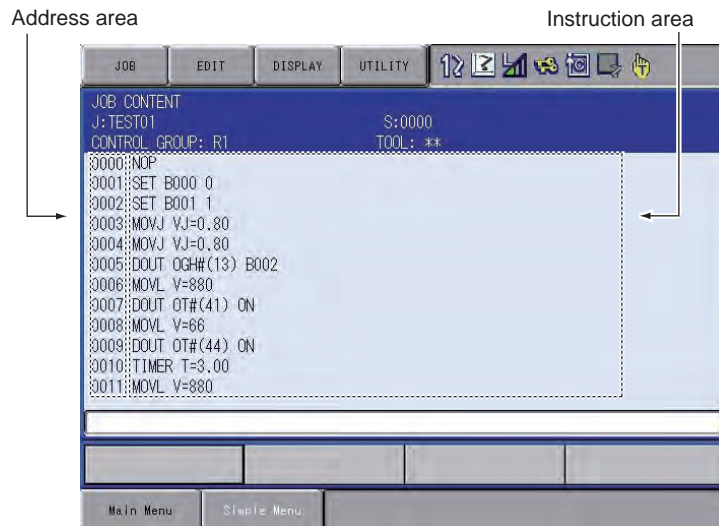 Address area
Instruction area
JOB EDIT DISPLAY UTILITY
JOB CONTENT
J:TEST01 S:0000
CONTROL GROUP: R1 TOOL: **
0000 NOP
0001 SET B000 0
0002 SET B001 1
0003 MOVJ VJ=0.80
0004 MOVJ VJ=0.80
0005 DOUT OGH#(13) B002
0006 MOVL V=880
0007 DOUT OT#(41) ON
0008 MOVL V=66
0009 DOUT OT#(44) ON
0010 TIMER T=3.00
0011 MOVL V=880
Main Menu Simple Menu